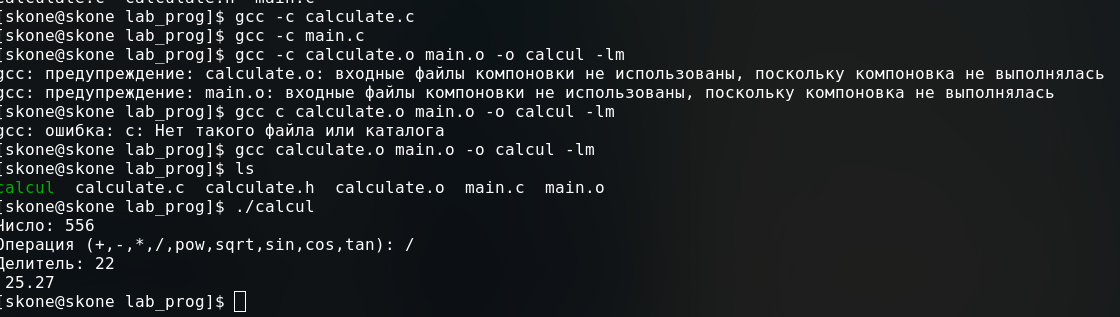 [skone@skone lab_prog]$ gcc -c calculate.c
[skone@skone lab_prog]$ gcc -c main.c
[skone@skone lab_prog]$ gcc -c calculate.o main.o -o calcul -lm
gcc: предупреждение: calculate.o: входные файлы компоновки не использованы, поскольку компоновка не выполнялась
gcc: предупреждение: main.o: входные файлы компоновки не использованы, поскольку компоновка не выполнялась
[skone@skone lab_prog]$ gcc c calculate.o main.o -o calcul -lm
gcc: ошибка: c: Нет такого файла или каталога
[skone@skone lab_prog]$ gcc calculate.o main.o -o calcul -lm
[skone@skone lab_prog]$ ls
calcul  calculate.c  calculate.h  calculate.o  main.c  main.o
[skone@skone lab_prog]$ ./calcul
Число: 556
Операция (+,-,*,/,pow,sqrt,sin,cos,tan): /
Делитель: 22
 25.27
[skone@skone lab_prog]$